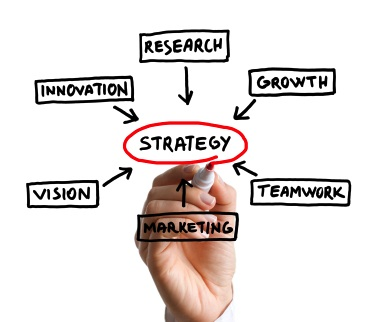 RESEARCH
INNOVATION
GROWTH
STRATEGY
VISION
TEAMWORK
MARKETING